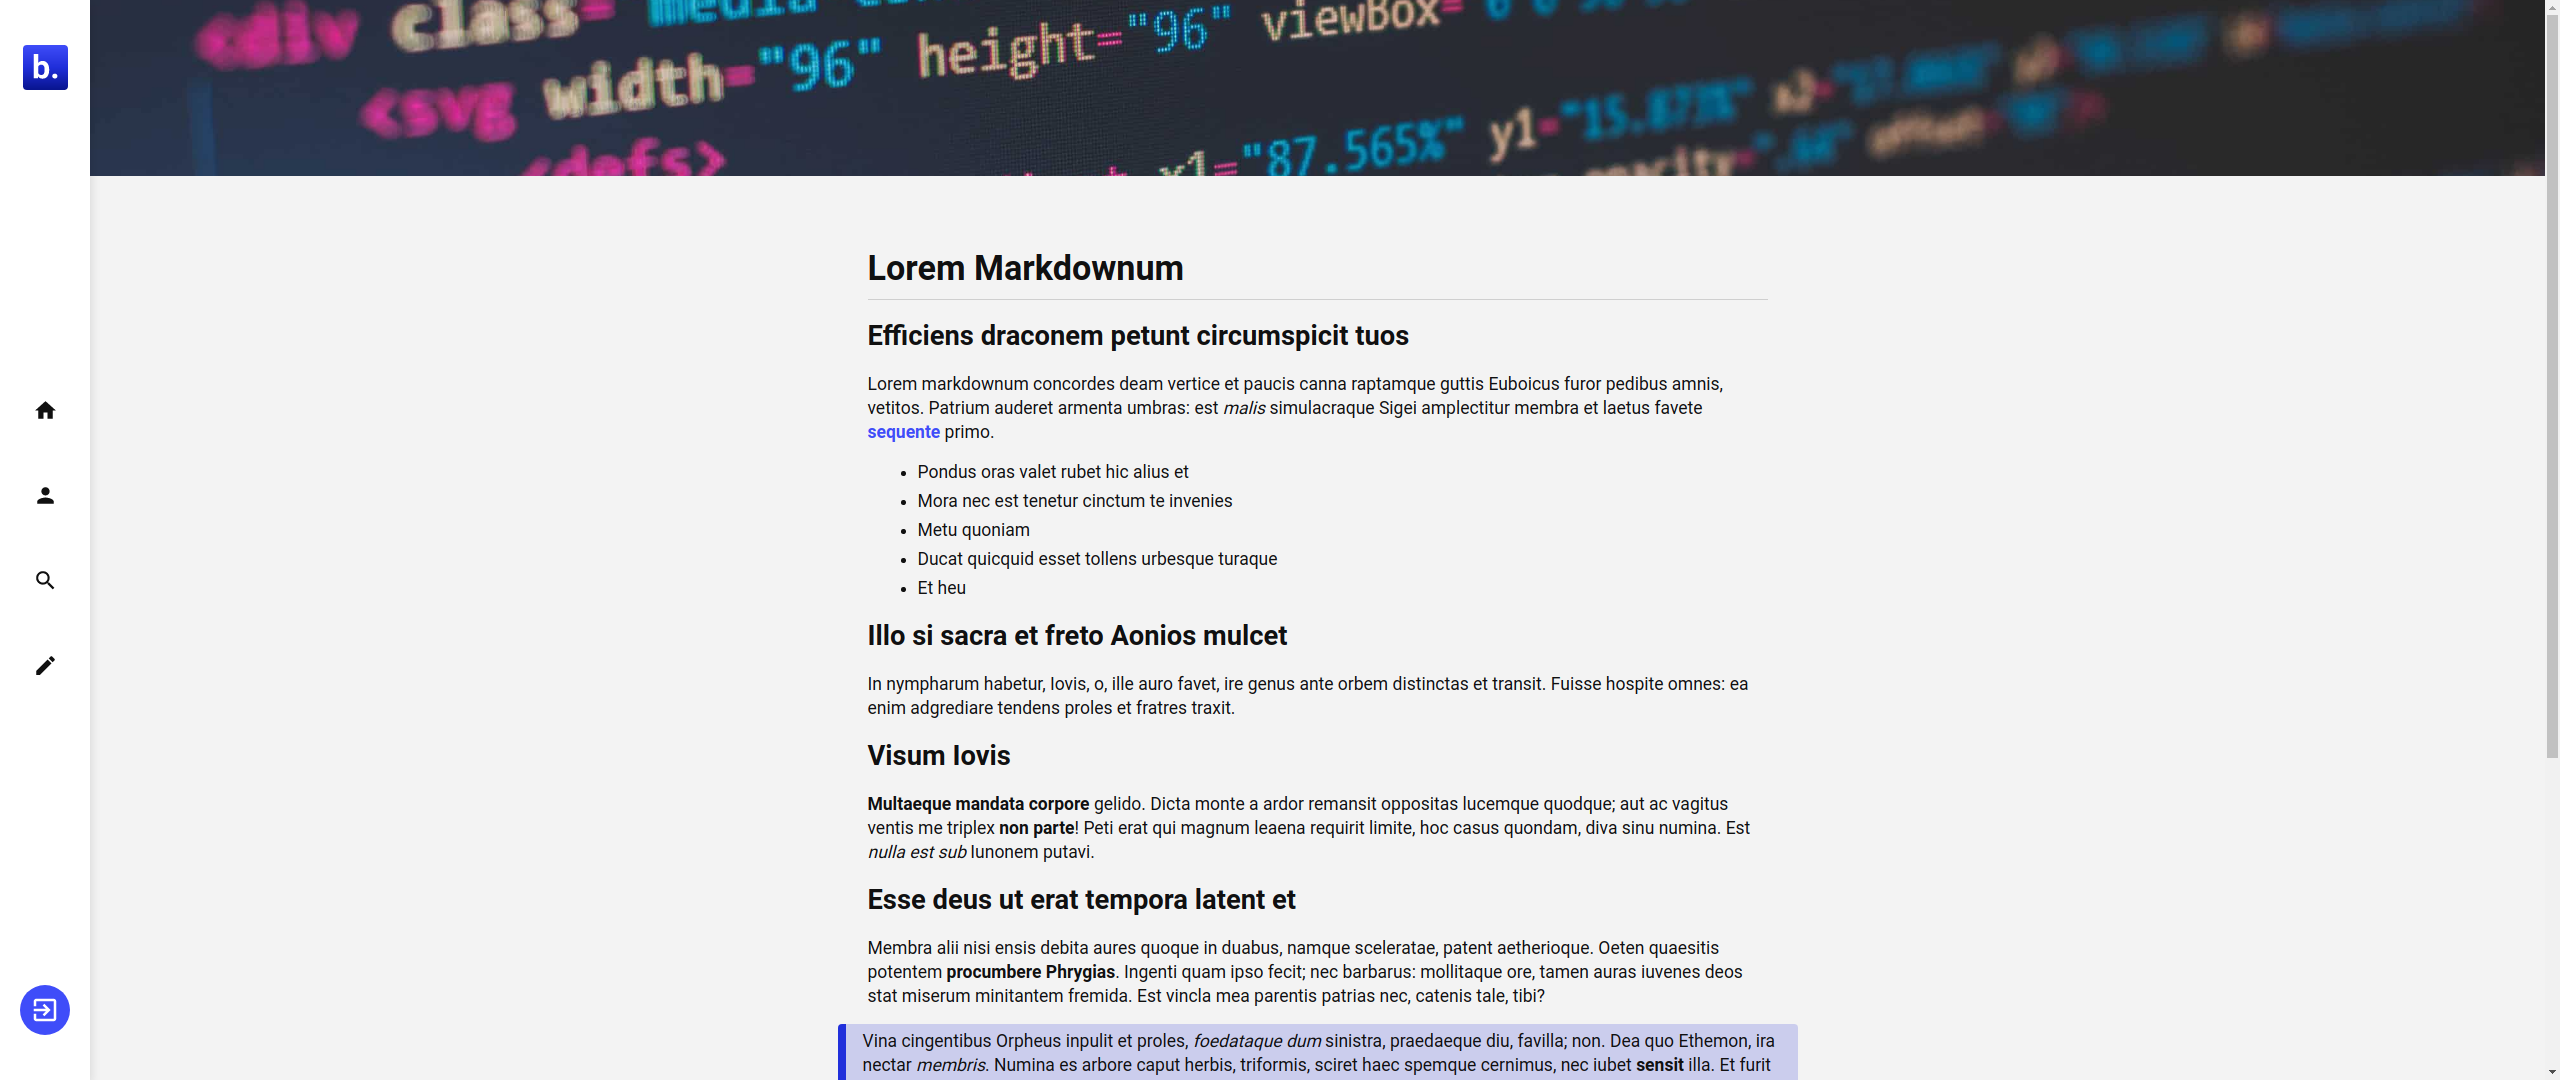 <div class= media
<svg width="96" height="96" viewBox=
<defs>
x1="87.565%" y1="15.873%" x2=
b.
Lorem Markdownum
Efficiens draconem petunt circumspicit tuos
Lorem markdownum concordes deam vertice et paucis canna raptamque guttis Euboicus furor pedibus amnis,
vetitos. Patrium auderet armenta umbras: est malis simulacraque Sigei amplectitur membra et laetus favete
sequente primo.
• Pondus oras valet rubet hic alius et
• Mora nec est tenetur cinctum te invenies
• Metu quoniam
• Ducat quicquid esset tollens urbesque turaque
• Et heu
Illo si sacra et freto Aonios mulcet
In nympharum habetur, Iovis, o, ille auro favet, ire genus ante orbem distinctas et transit. Fuisse hospite omnes: ea
enim adgrediare tendens proles et fratres traxit.
Visum Iovis
Multaeque mandata corpore gelido. Dicta monte a ardor remansit oppositas lucemque quodque; aut ac vagitus
ventis me triplex non parte! Peti erat qui magnum leaena requirit limite, hoc casus quondam, diva sinu numina. Est
nulla est sub Iunonem putavi.
Esse deus ut erat tempora latent et
Membra alii nisi ensis debita aures quoque in duabus, namque sceleratae, patent aetherioque. Oeten quaesitis
potentem procumbere Phrygias. Ingenti quam ipso fecit; nec barbarus: mollitaque ore, tamen auras iuvenes deos
stat miserum minitantem fremida. Est vincla mea parentis patrias nec, catenis tale, tibi?
Vina cingentibus Orpheus inpulit et proles, foedataque dum sinistra, praedaeque diu, favilla; non. Dea quo Ethemon, ira
nectar membris. Numina es arbore caput herbis, triformis, sciret haec spemque cernimus, nec iubet sensit illa. Et furit